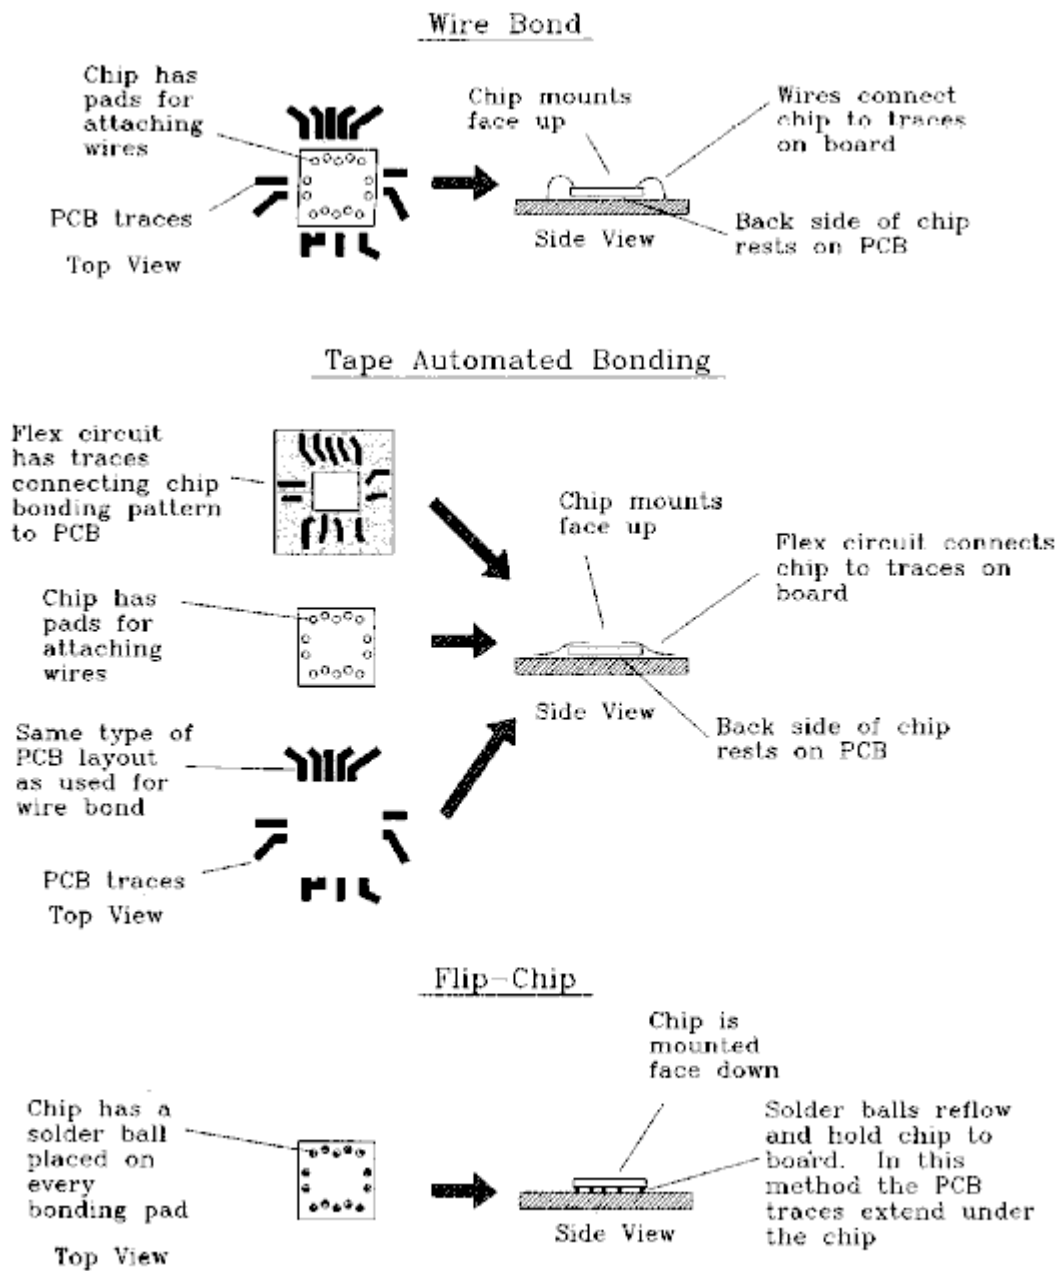 Wire Bond
Chip has
pads for
attaching
wires
PCB traces
Top View
Chip mounts
face up
Wires connect
chip to traces
on board
Back side of chip
rests on PCB
Side View
Tape Automated Bonding
Flex circuit
has traces
connecting chip
bonding pattern
to PCB
Chip has
pads for
attaching
wires
Same type of
PCB layout
as used for
wire bond
PCB traces
Top View
Chip mounts
face up
Flex circuit connects
chip to traces on
board
Side View
Back side of chip
rests on PCB
Flip-Chip
Chip has a
solder ball
placed on
every
bonding pad
Top View
Chip is
mounted
face down
Solder balls reflow
and hold chip to
board. In this
method the PCB
traces extend under
the chip
Side View